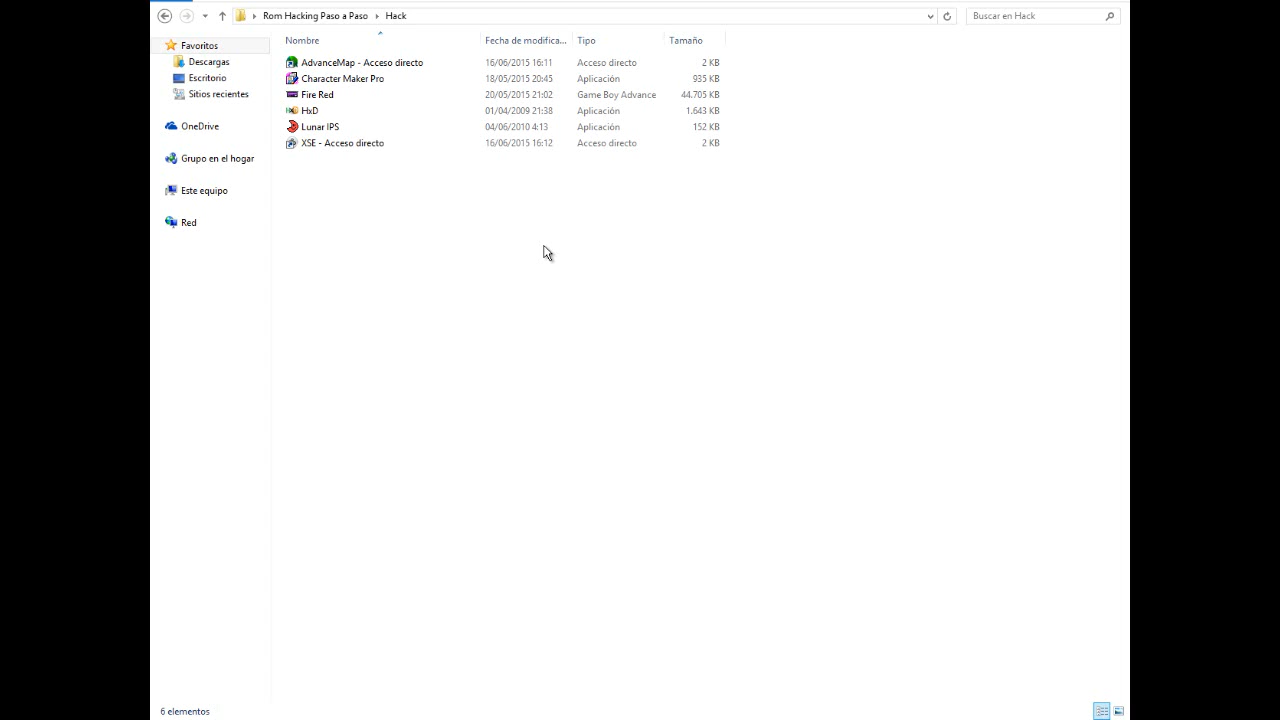 Rom Hacking Paso a Paso Hack Buscar en Hack
Nombre Fecha de modifica... Tipo Tamaño
Favoritos
Descargas
Escritorio
Sitios recientes
OneDrive
Grupo en el hogar
Este equipo
Red
AdvanceMap - Acceso directo 16/06/2015 16:11 Acceso directo 2 KB
Character Maker Pro 18/05/2015 20:45 Aplicación 935 KB
Fire Red 20/05/2015 21:02 Game Boy Advance 44.705 KB
HxD 01/04/2009 21:38 Aplicación 1.643 KB
Lunar IPS 04/06/2010 4:13 Aplicación 152 KB
XSE - Acceso directo 16/06/2015 16:12 Acceso directo 2 KB
6 elementos